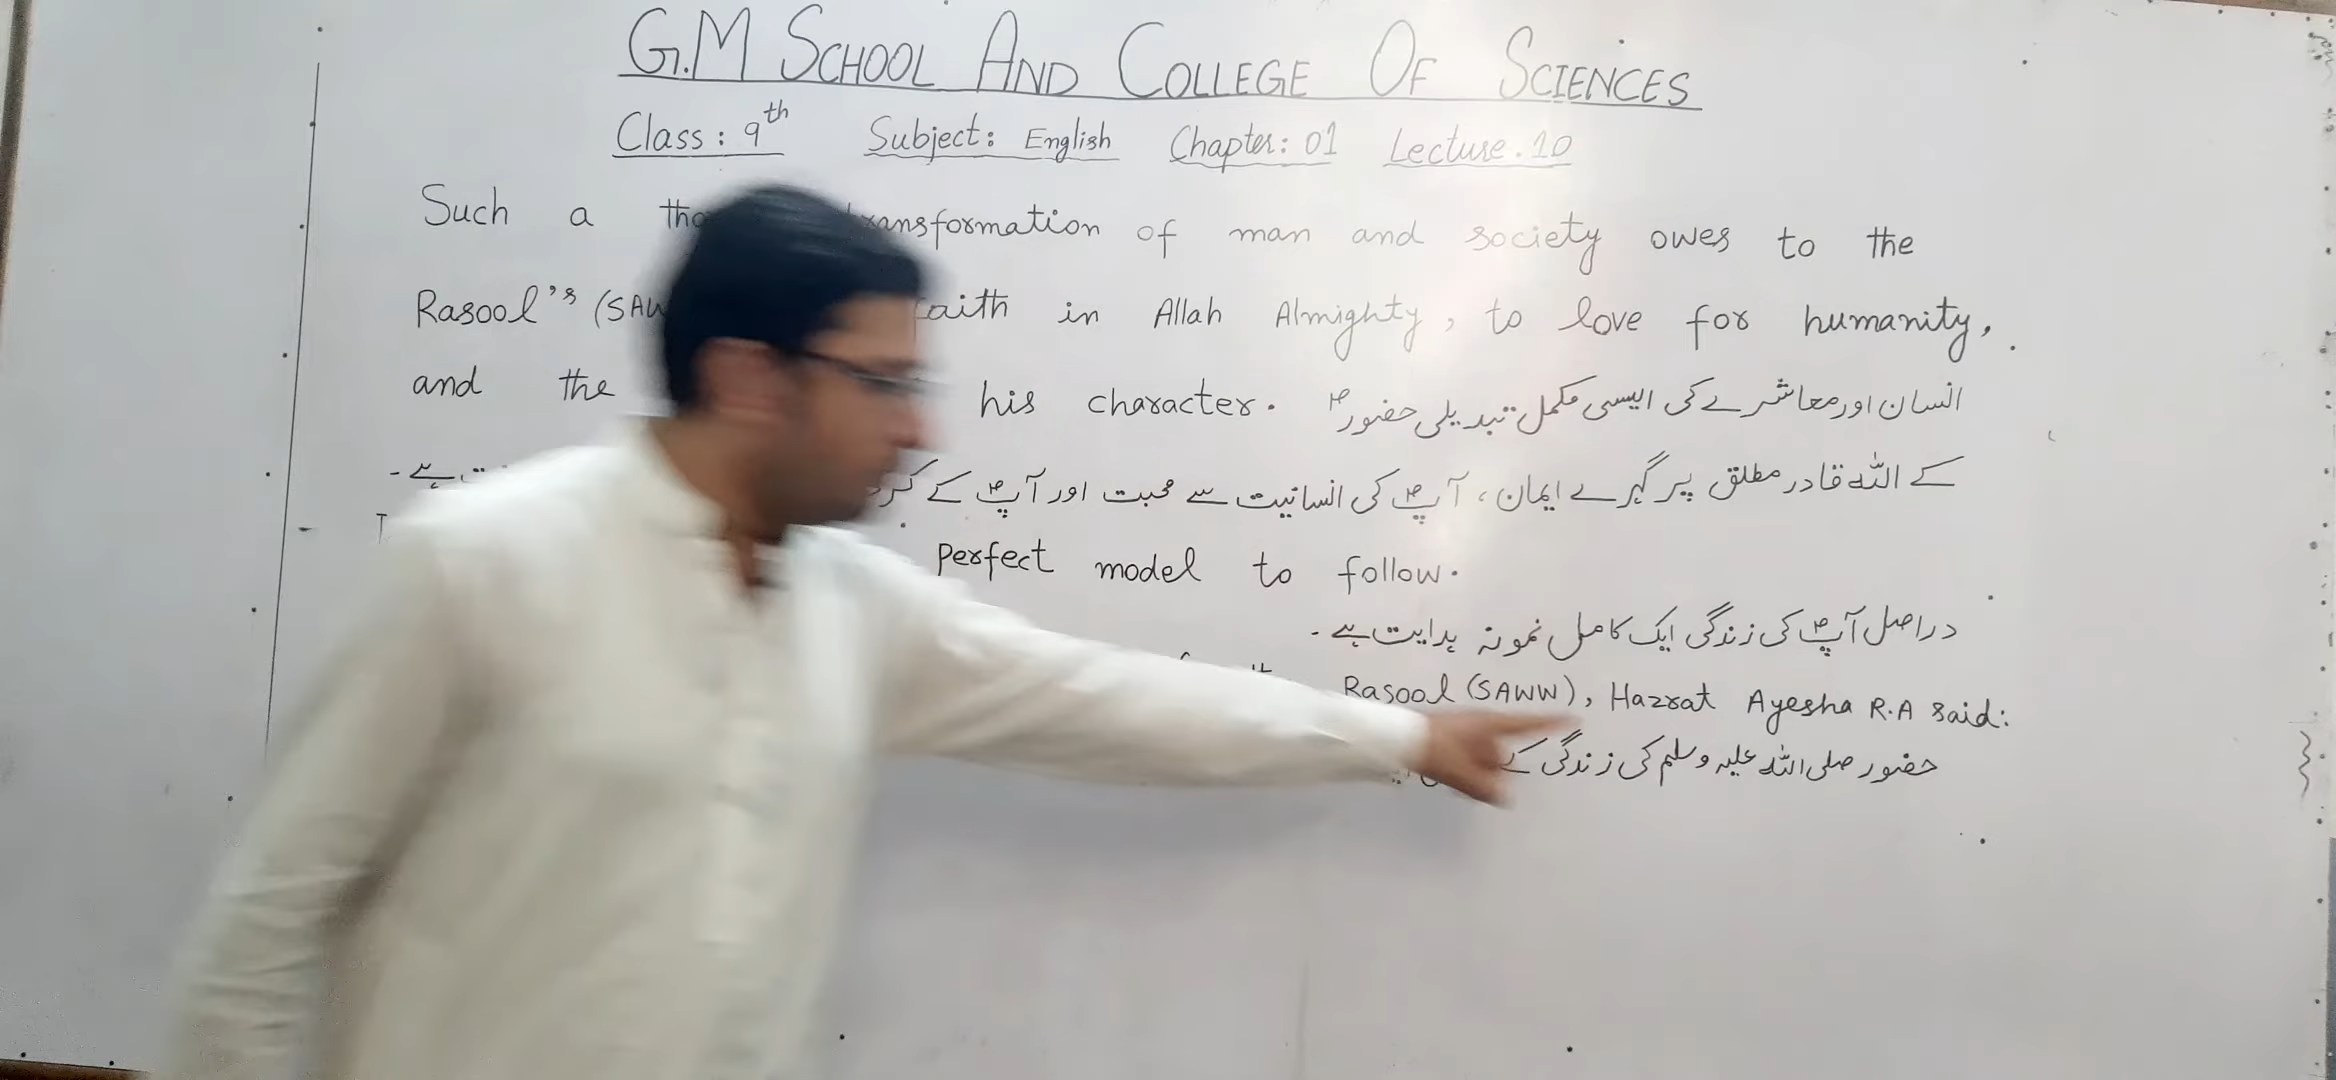 G.M SCHOOL AND COLLEGE OF SCIENCES
Class: 9th Subject: English Chapter: 01 Lecture. 10
Such a transformation of man and society owes to the
Rasool's faith in Allah Almighty, to love for humanity,
and the his character. انسان اور معاشرے کی ایسی مکمل تبدیلی حضورؐ
کے اللہ قادر مطلق پر گہرے ایمان، آپؐ کی انسانیت سے محبت اور آپؐ کے ہے۔
perfect model to follow.
دراصل آپؐ کی زندگی ایک کامل نمونہ ہدایت ہے۔
Rasool (SAWW), Hazrat Ayesha R.A said:
حضور صلی اللہ علیہ وسلم کی زندگی کے